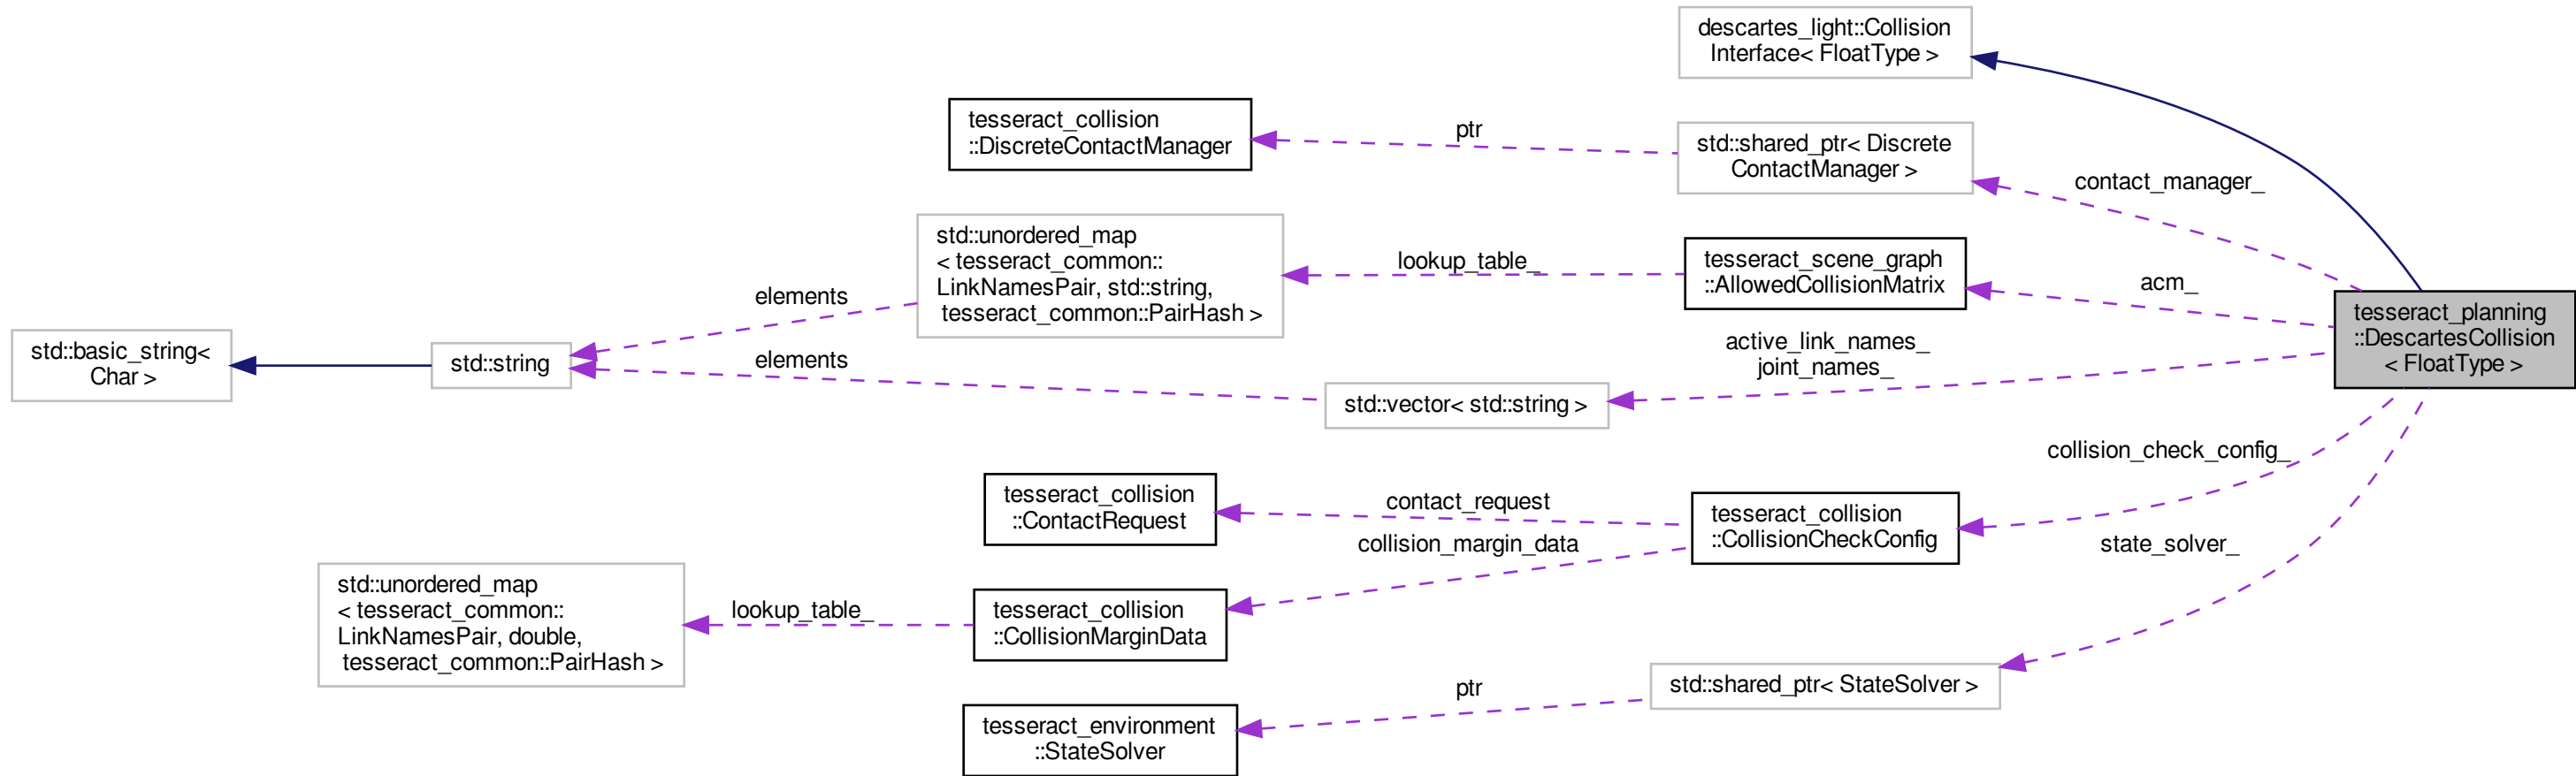 descartes_light::Collision
Interface< FloatType >
tesseract_collision
::DiscreteContactManager
ptr
std::shared_ptr< Discrete
ContactManager >
contact_manager_
std::unordered_map
< tesseract_common::
LinkNamesPair, std::string,
tesseract_common::PairHash >
lookup_table_
tesseract_scene_graph
::AllowedCollisionMatrix
acm_
tesseract_planning
::DescartesCollision
< FloatType >
elements
std::basic_string<
Char >
std::string
elements
std::vector< std::string >
active_link_names_
joint_names_
collision_check_config_
tesseract_collision
::ContactRequest
contact_request
collision_margin_data
tesseract_collision
::CollisionCheckConfig
state_solver_
std::unordered_map
< tesseract_common::
LinkNamesPair, double,
tesseract_common::PairHash >
lookup_table_
tesseract_collision
::CollisionMarginData
ptr
std::shared_ptr< StateSolver >
tesseract_environment
::StateSolver